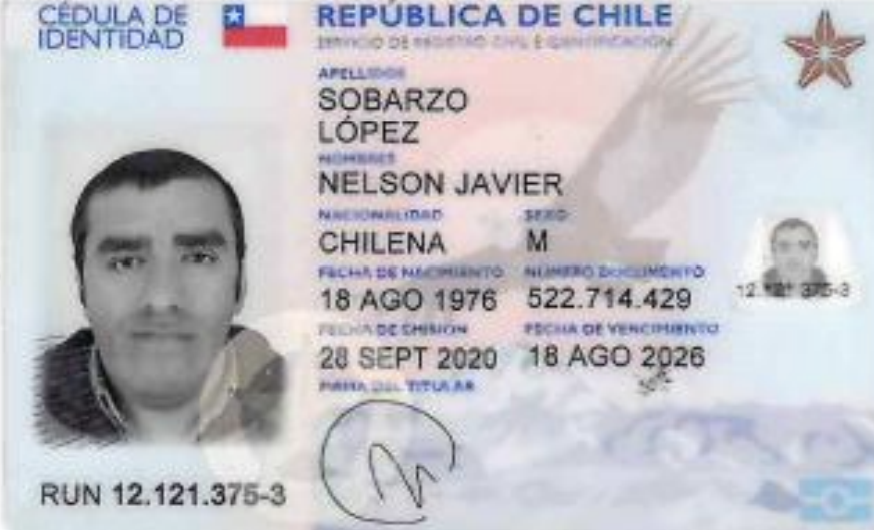 CÉDULA DE
IDENTIDAD
REPÚBLICA DE CHILE
SERVICIO DE REGISTRO CIVIL E IDENTIFICACIÓN
APELLIDOS
SOBARZO
LÓPEZ
NOMBRES
NELSON JAVIER
NACIONALIDAD SEXO
CHILENA M
FECHA DE NACIMIENTO NÚMERO DOCUMENTO
18 AGO 1976 522.714.429
FECHA DE EMISIÓN FECHA DE VENCIMIENTO
28 SEPT 2020 18 AGO 2026
FIRMA DEL TITULAR
12.121.375-3
RUN 12.121.375-3